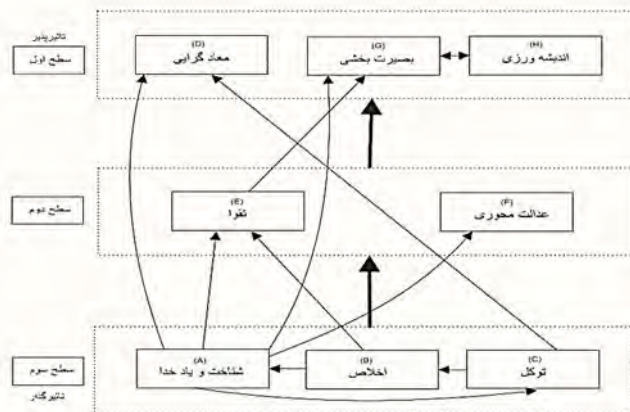 تاثیرپذیر
سطح اول
(D)
معاد گرایی
(G)
بصیرت بخشی
(H)
اندیشه ورزی
سطح دوم
(E)
تقوا
(F)
عدالت محوری
سطح سوم
تاثیرگذار
(A)
شناخت و یاد خدا
(B)
اخلاص
(C)
توکل